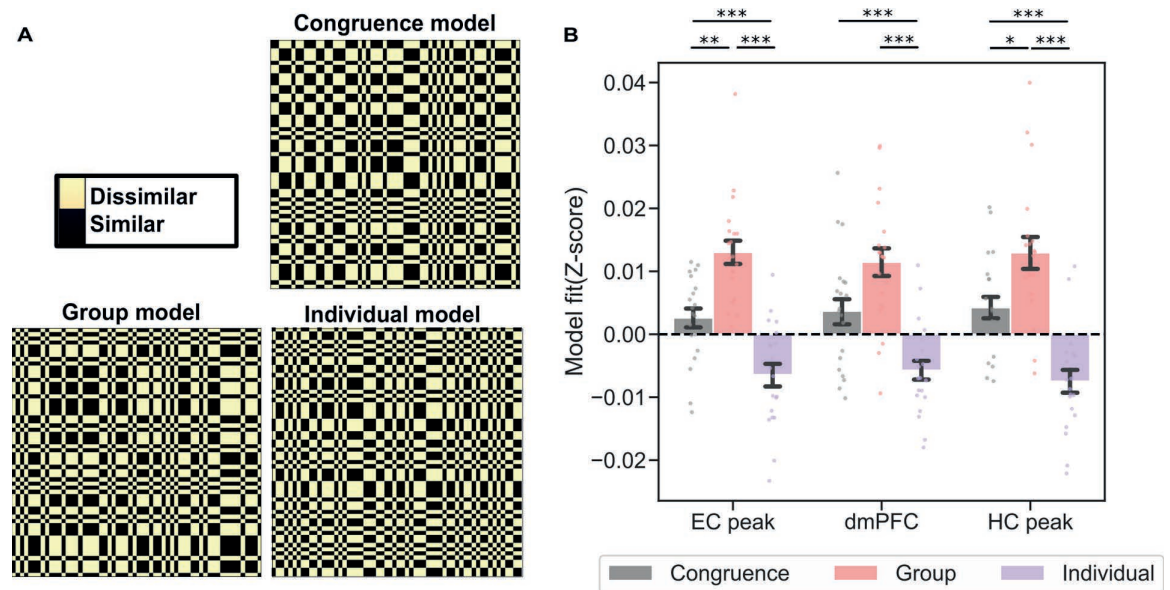 A
Congruence model
Dissimilar
Similar
Group model
Individual model
B
*** *** ***
** *** *** * ***
0.04
0.03
0.02
0.01
0.00
−0.01
−0.02
Model fit(Z-score)
EC peak
dmPFC
HC peak
Congruence
Group
Individual